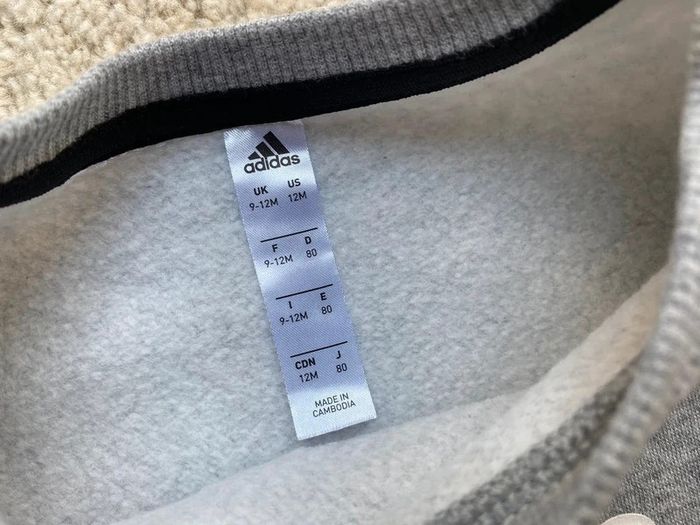 adidas
UK US
9-12M 12M
F D
9-12M 80
I E
9-12M 80
CDN J
12M 80
MADE IN
CAMBODIA